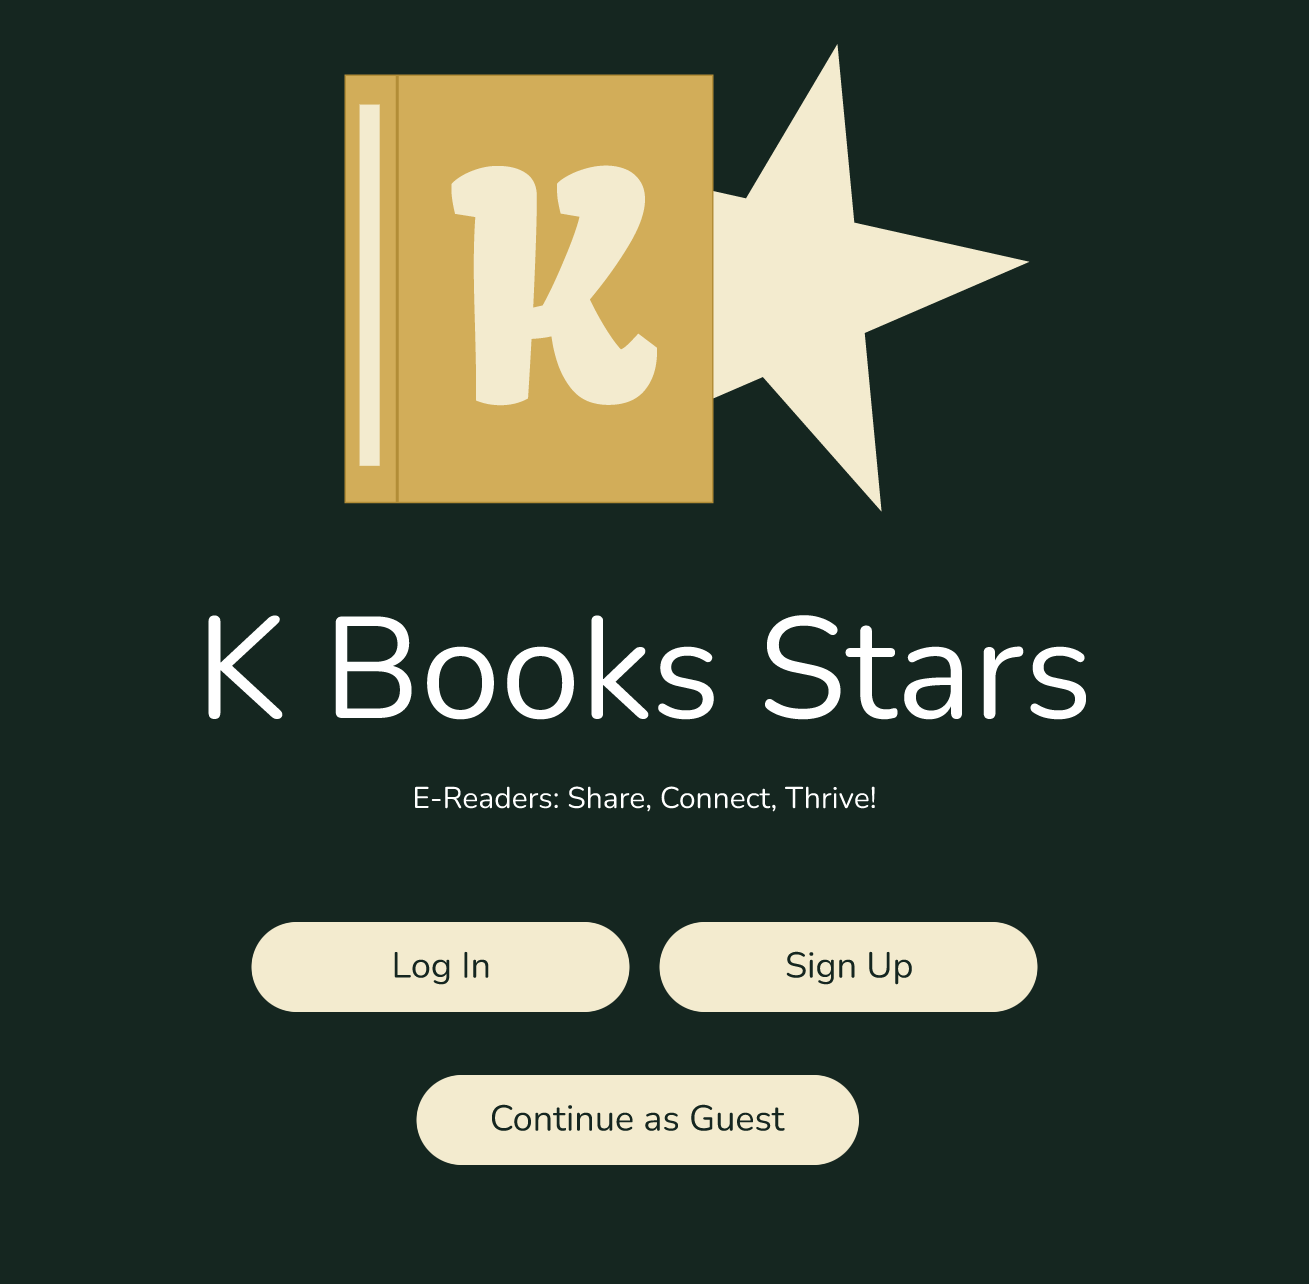 K
K Books Stars
E-Readers: Share, Connect, Thrive!
Log In
Sign Up
Continue as Guest